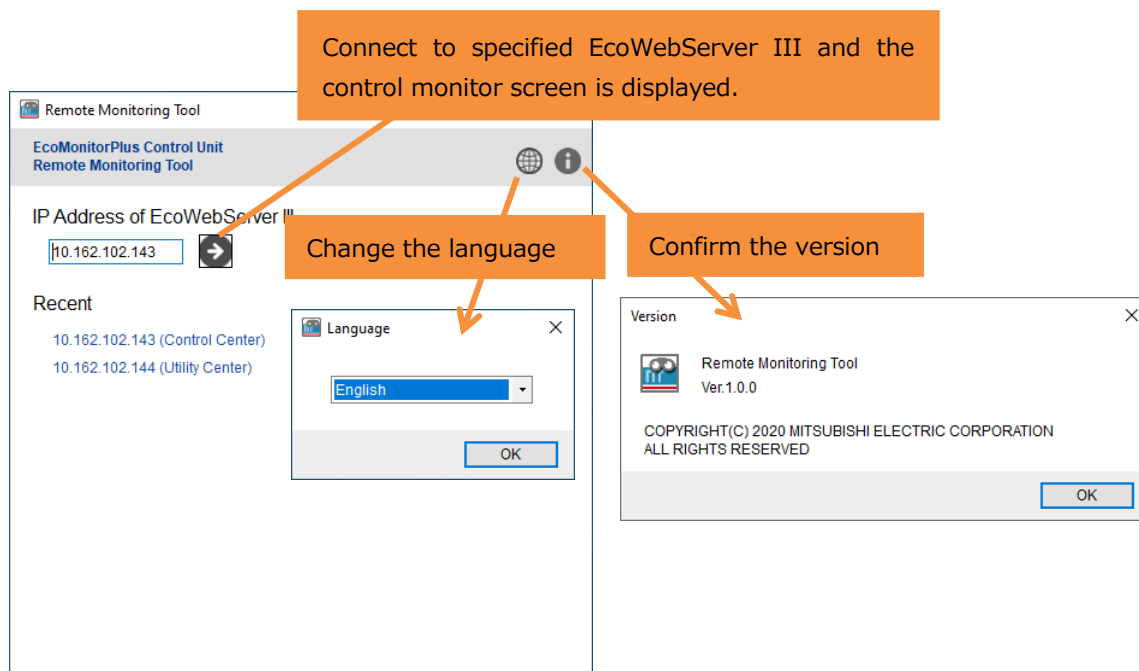 Connect to specified EcoWebServer III and the
control monitor screen is displayed.
Remote Monitoring Tool
EcoMonitorPlus Control Unit
Remote Monitoring Tool
IP Address of EcoWebServer III
10.162.102.143
Change the language
Confirm the version
Recent
10.162.102.143 (Control Center)
10.162.102.144 (Utility Center)
Language
English
OK
Version
Remote Monitoring Tool
Ver.1.0.0
COPYRIGHT(C) 2020 MITSUBISHI ELECTRIC CORPORATION
ALL RIGHTS RESERVED
OK